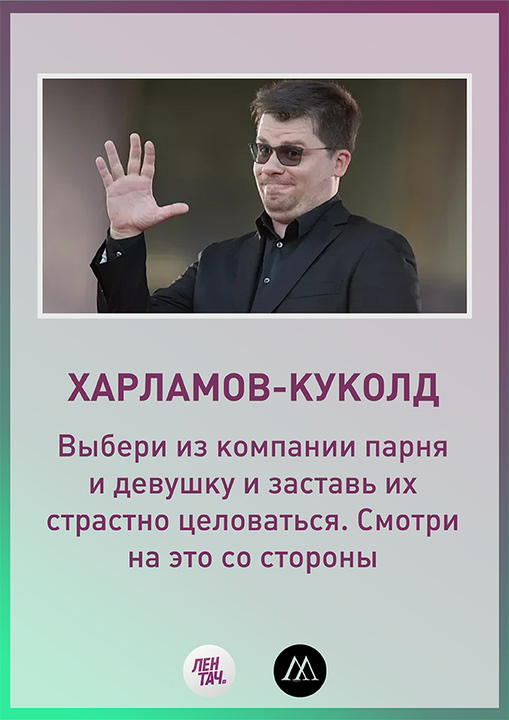 ХАРЛАМОВ-КУКОЛД
Выбери из компании парня
и девушку и заставь их
страстно целоваться. Смотри
на это со стороны
ЛЕН
ТАЧ